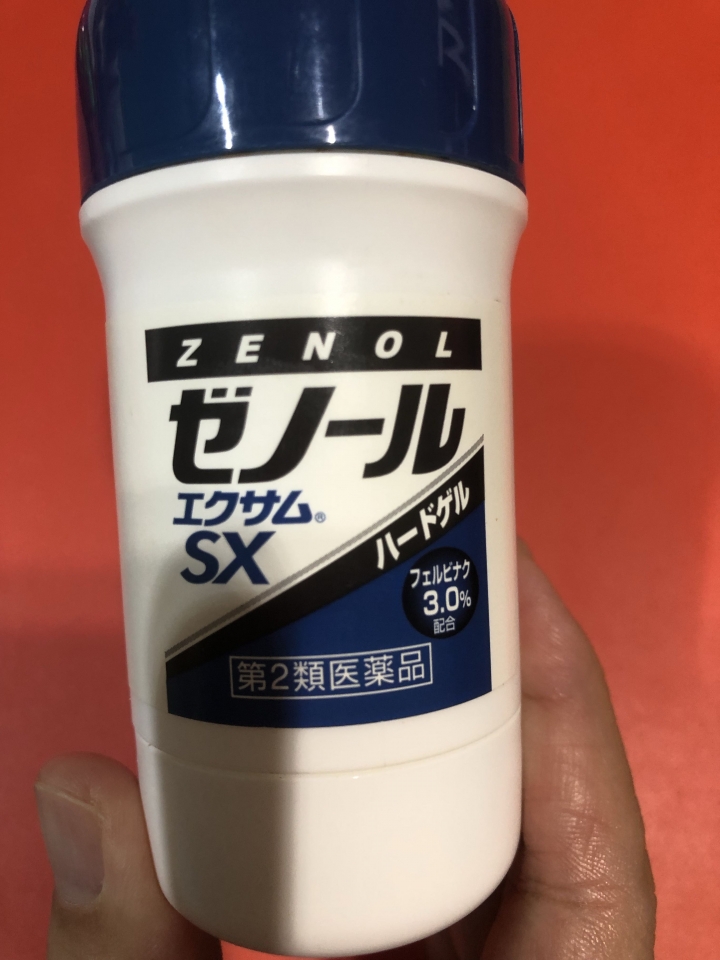 ZENOL
ゼノール
エクサム®
SX
ハードゲル
フェルビナク
3.0%
配合
第2類医薬品